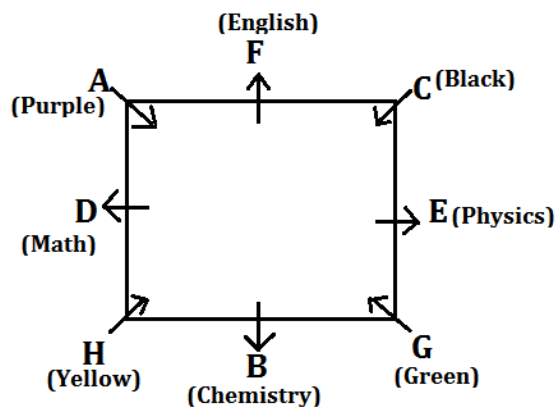 (English)
F
A
(Purple)
C (Black)
D
(Math)
E (Physics)
H
(Yellow)
B
(Chemistry)
G
(Green)